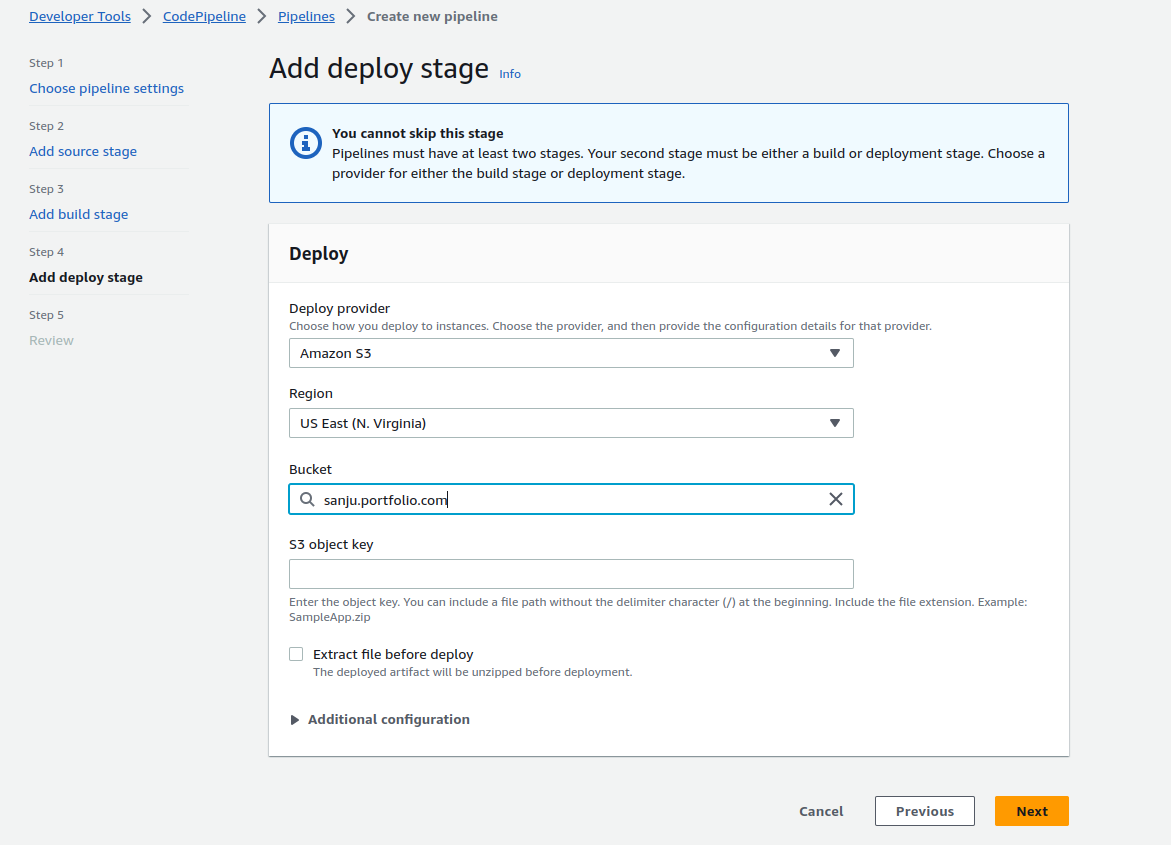 Developer Tools > CodePipeline > Pipelines > Create new pipeline
Step 1
Choose pipeline settings
Step 2
Add source stage
Step 3
Add build stage
Step 4
Add deploy stage
Step 5
Review
Add deploy stage Info
You cannot skip this stage
Pipelines must have at least two stages. Your second stage must be either a build or deployment stage. Choose a
provider for either the build stage or deployment stage.
Deploy
Deploy provider
Choose how you deploy to instances. Choose the provider, and then provide the configuration details for that provider.
Amazon S3
Region
US East (N. Virginia)
Bucket
sanju.portfolio.com
S3 object key
Enter the object key. You can include a file path without the delimiter character (/) at the beginning. Include the file extension. Example:
SampleApp.zip
Extract file before deploy
The deployed artifact will be unzipped before deployment.
Additional configuration
Cancel
Previous
Next